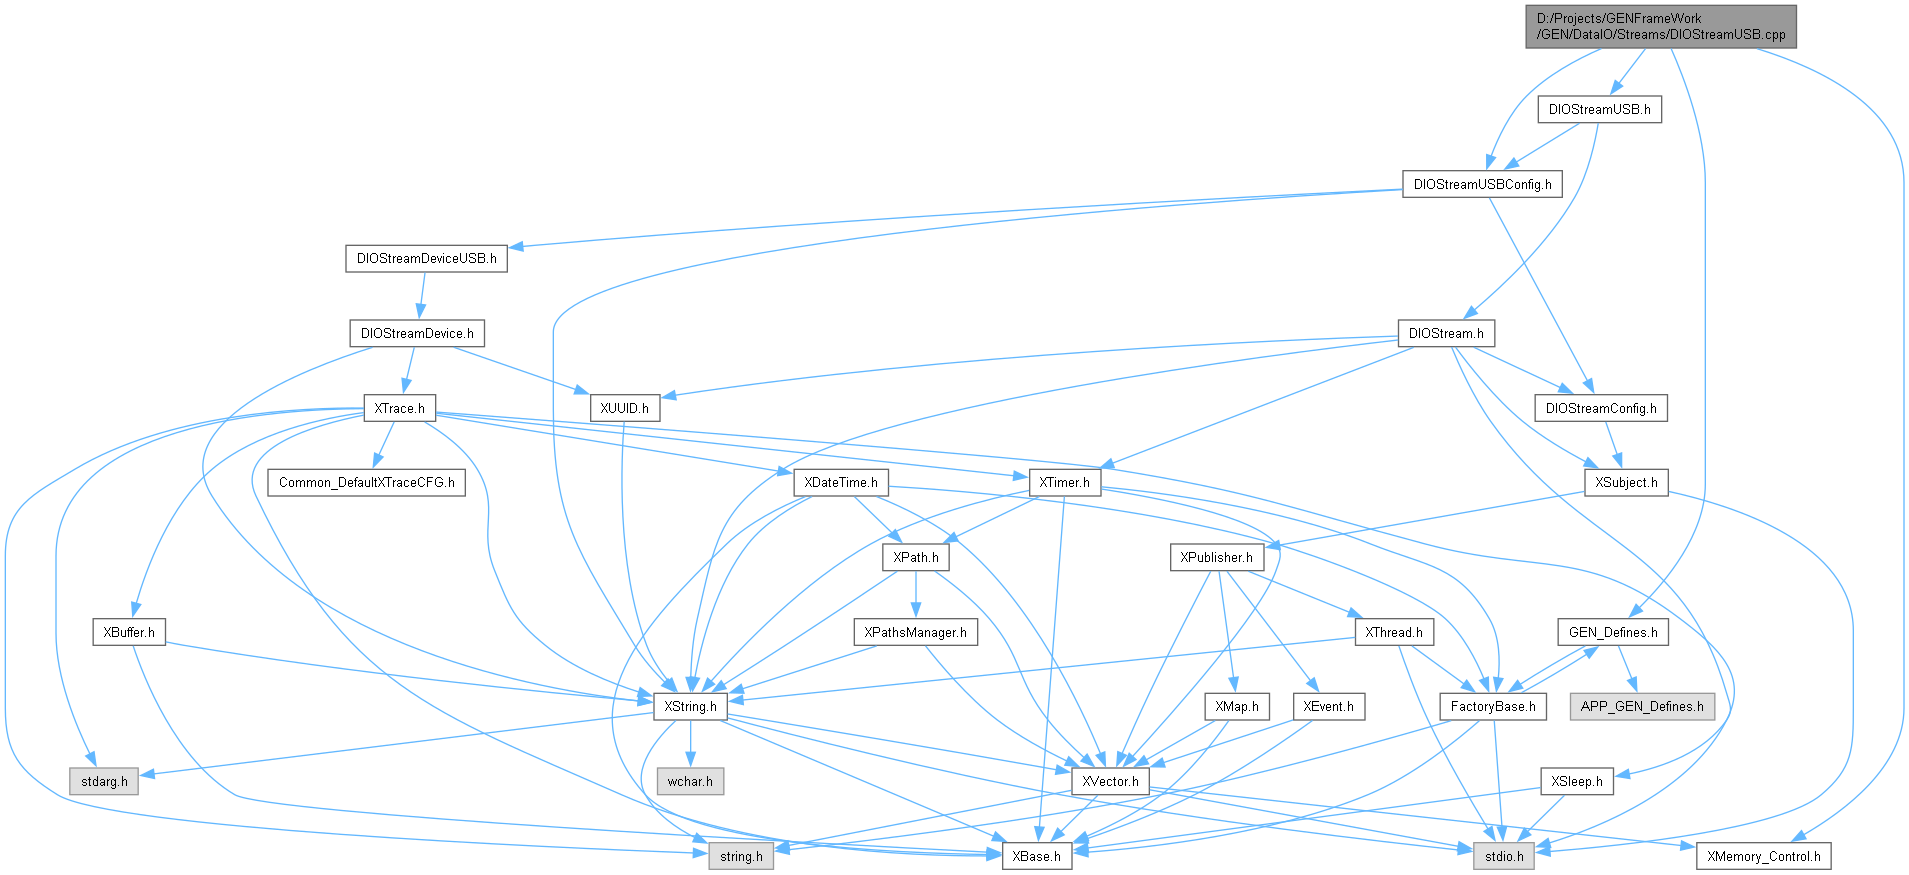 D:/Projects/GENFrameWork
/GEN/DataIO/Streams/DIOStreamUSB.cpp
DIOStreamUSB.h
DIOStreamUSBConfig.h
DIOStreamDeviceUSB.h
DIOStreamDevice.h
DIOStream.h
XTrace.h
XUUID.h
DIOStreamConfig.h
Common_DefaultXTraceCFG.h
XDateTime.h
XTimer.h
XSubject.h
XPath.h
XPublisher.h
XBuffer.h
XPathsManager.h
XThread.h
GEN_Defines.h
XString.h
XMap.h
XEvent.h
FactoryBase.h
APP_GEN_Defines.h
stdarg.h
wchar.h
XVector.h
XSleep.h
string.h
XBase.h
stdio.h
XMemory_Control.h